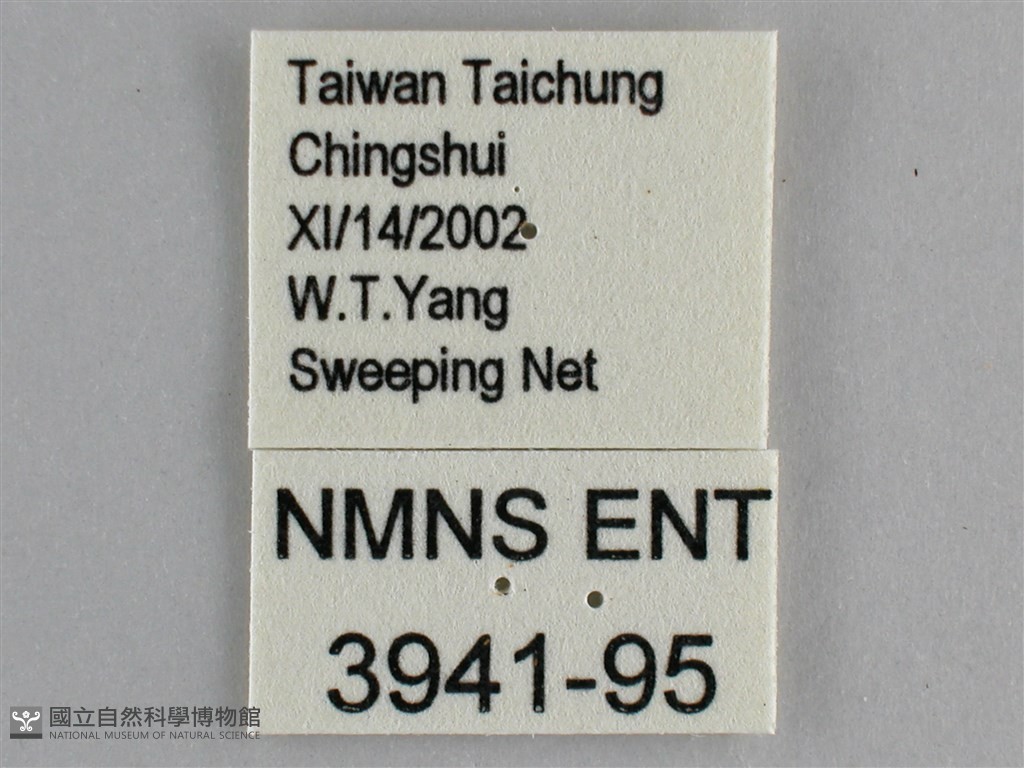 Taiwan Taichung
Chingshui
XI/14/2002
W.T.Yang
Sweeping Net
NMNS ENT
3941-95
國立自然科學博物館
NATIONAL MUSEUM OF NATURAL SCIENCE